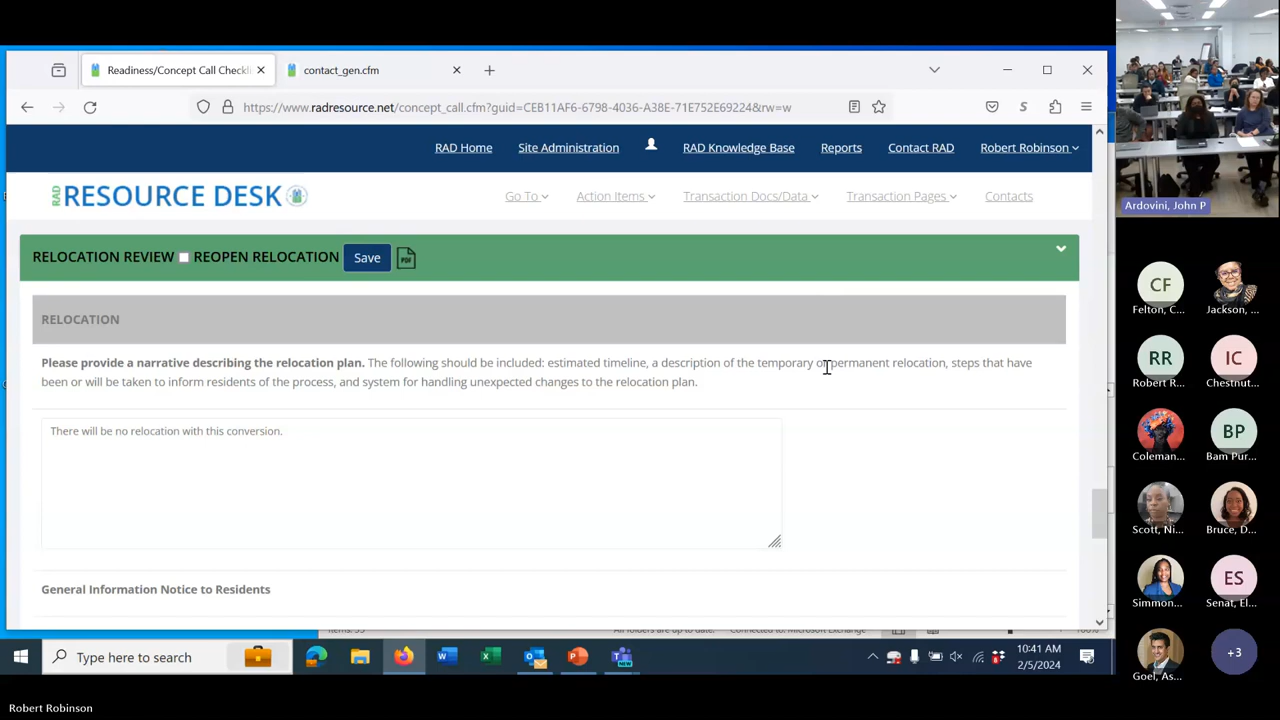 Readiness/Concept Call Checkli
contact_gen.cfm
https://www.radresource.net/concept_call.cfm?guid=CEB11AF6-6798-4036-A38E-71E752E69224&rw=w
RAD Home
Site Administration
RAD Knowledge Base
Reports
Contact RAD
Robert Robinson
RAD RESOURCE DESK
Go To
Action Items
Transaction Docs/Data
Transaction Pages
Contacts
RELOCATION REVIEW REOPEN RELOCATION Save PDF
RELOCATION
Please provide a narrative describing the relocation plan. The following should be included: estimated timeline, a description of the temporary or permanent relocation, steps that have
been or will be taken to inform residents of the process, and system for handling unexpected changes to the relocation plan.
There will be no relocation with this conversion.
General Information Notice to Residents
Type here to search
10:41 AM
2/5/2024
Robert Robinson
Ardovini, John P
CF
Felton, C...
Jackson, ...
RR
Robert R...
IC
Chestnut...
Coleman...
BP
Bam Pur...
Scott, Ni...
Bruce, D...
Simmon...
ES
Senat, El...
Goel, As...
+3